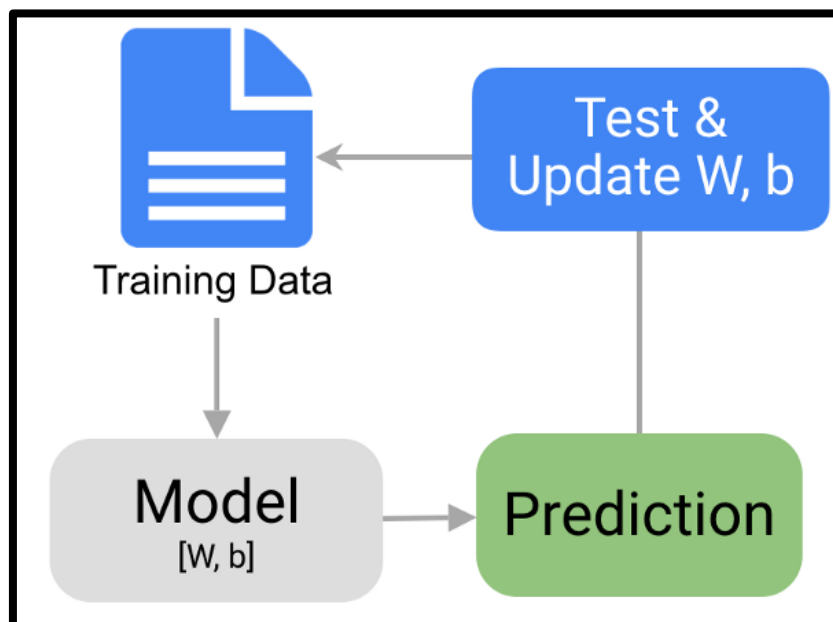 Test &
Update W, b
Training Data
Model
[W, b]
Prediction